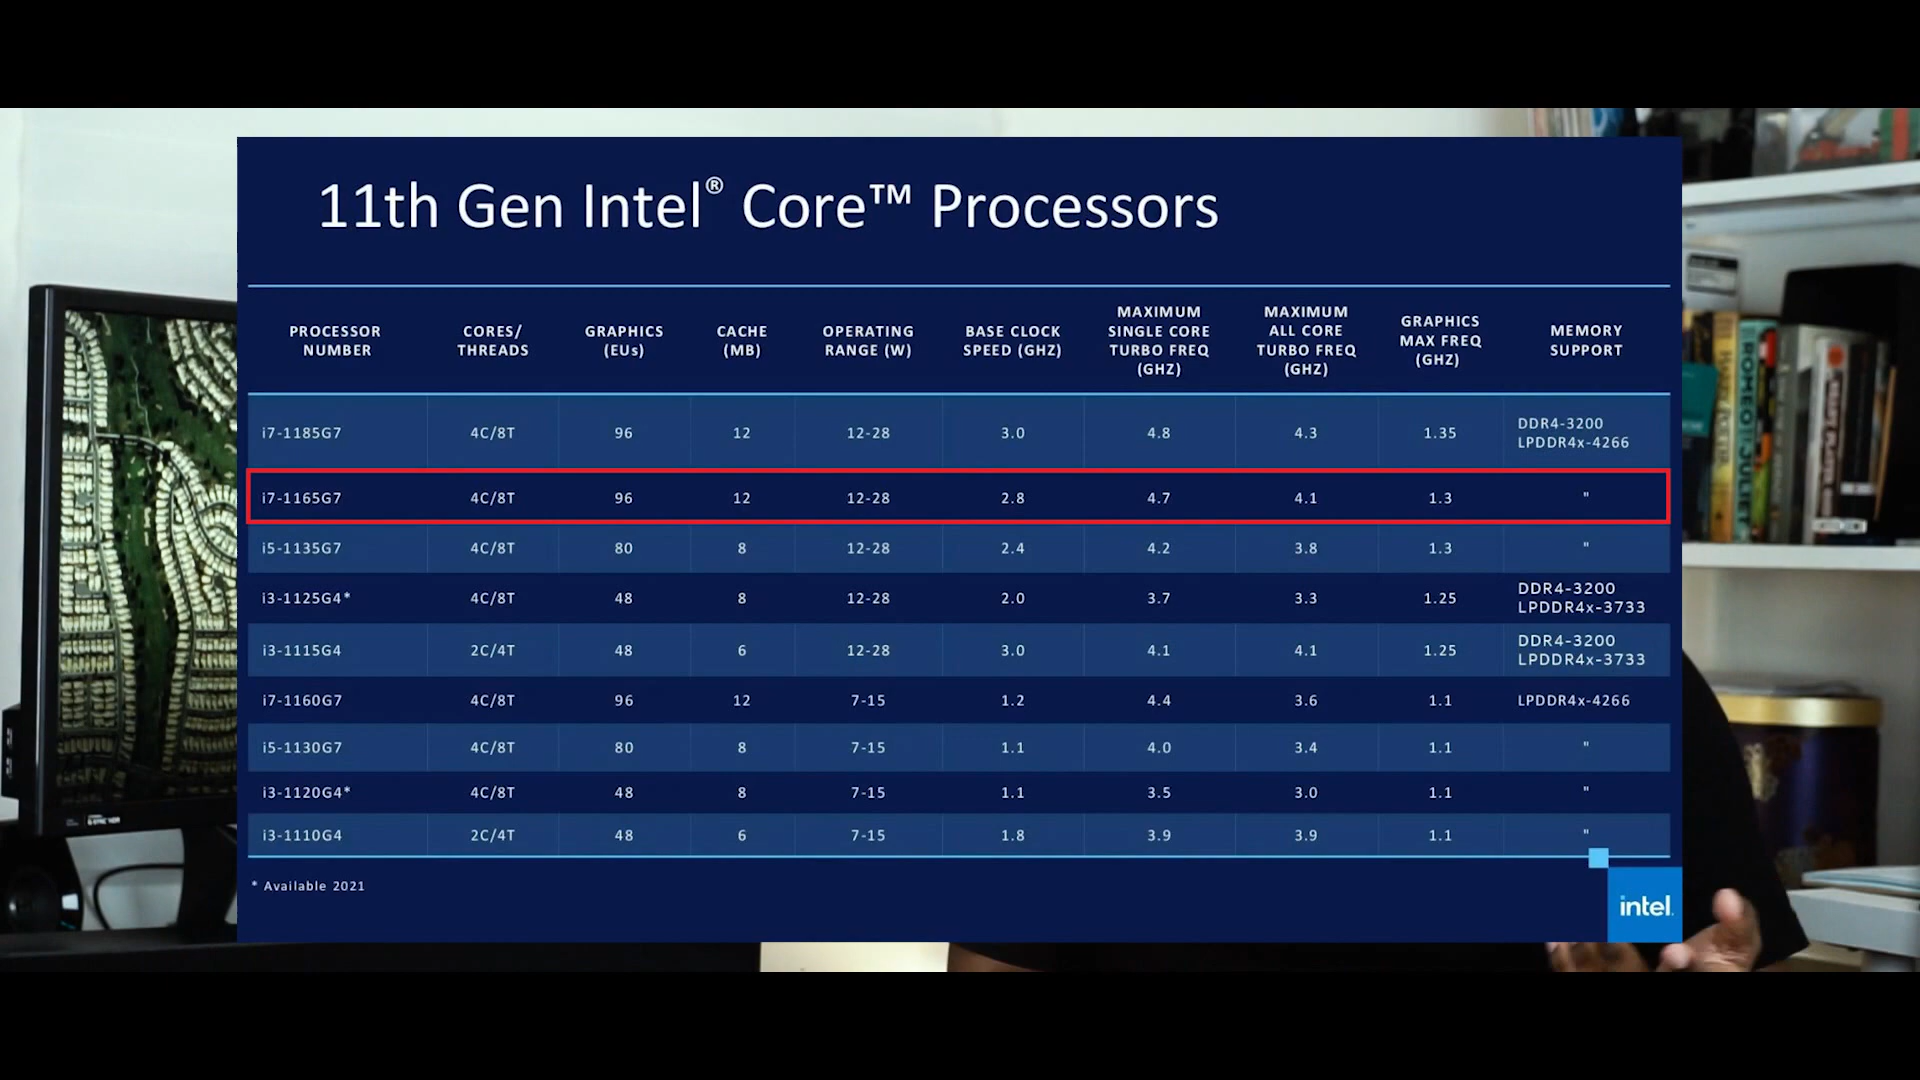 11th Gen Intel® Core™ Processors
PROCESSOR NUMBER CORES/ THREADS GRAPHICS (EUs) CACHE (MB) OPERATING RANGE (W) BASE CLOCK SPEED (GHZ) MAXIMUM SINGLE CORE TURBO FREQ (GHZ) MAXIMUM ALL CORE TURBO FREQ (GHZ) GRAPHICS MAX FREQ (GHZ) MEMORY SUPPORT
i7-1185G7 4C/8T 96 12 12-28 3.0 4.8 4.3 1.35 DDR4-3200 LPDDR4x-4266
i7-1165G7 4C/8T 96 12 12-28 2.8 4.7 4.1 1.3 "
i5-1135G7 4C/8T 80 8 12-28 2.4 4.2 3.8 1.3 "
i3-1125G4* 4C/8T 48 8 12-28 2.0 3.7 3.3 1.25 DDR4-3200 LPDDR4x-3733
i3-1115G4 2C/4T 48 6 12-28 3.0 4.1 4.1 1.25 DDR4-3200 LPDDR4x-3733
i7-1160G7 4C/8T 96 12 7-15 1.2 4.4 3.6 1.1 LPDDR4x-4266
i5-1130G7 4C/8T 80 8 7-15 1.1 4.0 3.4 1.1 "
i3-1120G4* 4C/8T 48 8 7-15 1.1 3.5 3.0 1.1 "
i3-1110G4 2C/4T 48 6 7-15 1.8 3.9 3.9 1.1 "
* Available 2021
intel.
ROMEO
JULIET